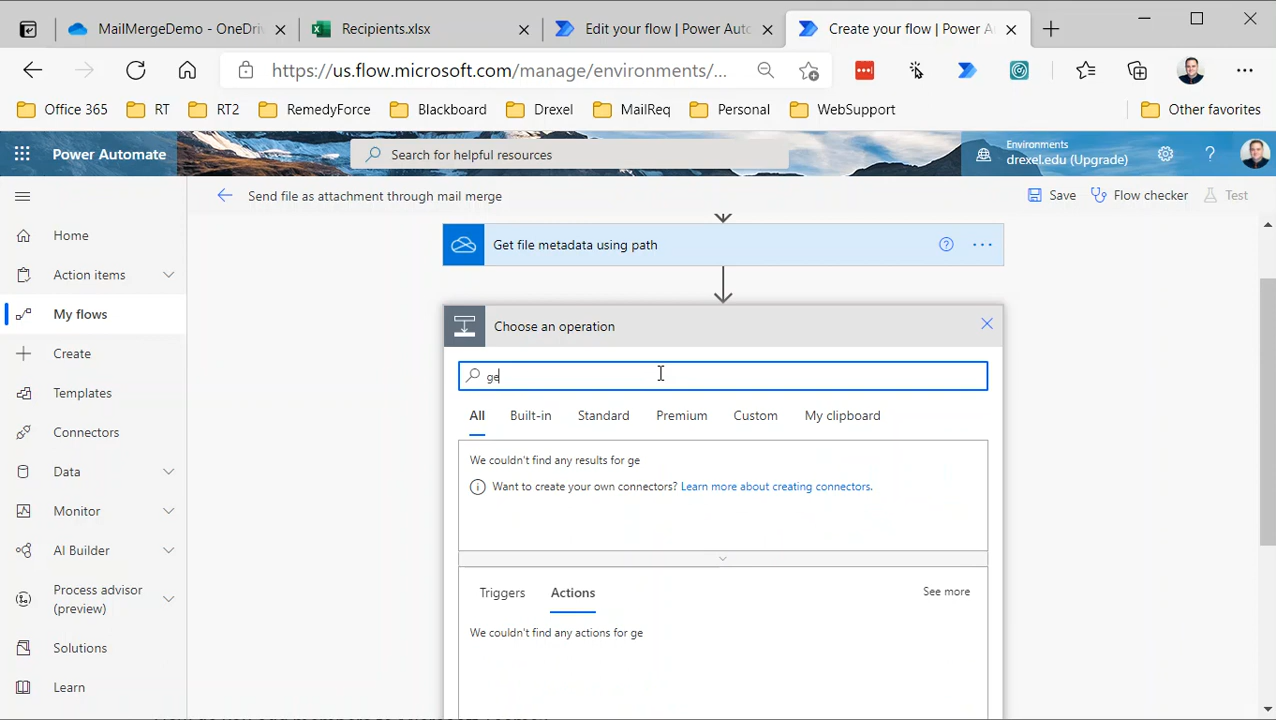 MailMergeDemo - OneDri
Recipients.xlsx
Edit your flow | Power Auto
Create your flow | Power A
https://us.flow.microsoft.com/manage/environments/...
Office 365
RT
RT2
RemedyForce
Blackboard
Drexel
MailReq
Personal
WebSupport
Other favorites
Power Automate
Search for helpful resources
Environments
drexel.edu (Upgrade)
Send file as attachment through mail merge
Save
Flow checker
Test
Home
Action items
My flows
Create
Templates
Connectors
Data
Monitor
AI Builder
Process advisor
(preview)
Solutions
Learn
Get file metadata using path
Choose an operation
ge
All
Built-in
Standard
Premium
Custom
My clipboard
We couldn't find any results for ge
Want to create your own connectors? Learn more about creating connectors.
Triggers
Actions
See more
We couldn't find any actions for ge